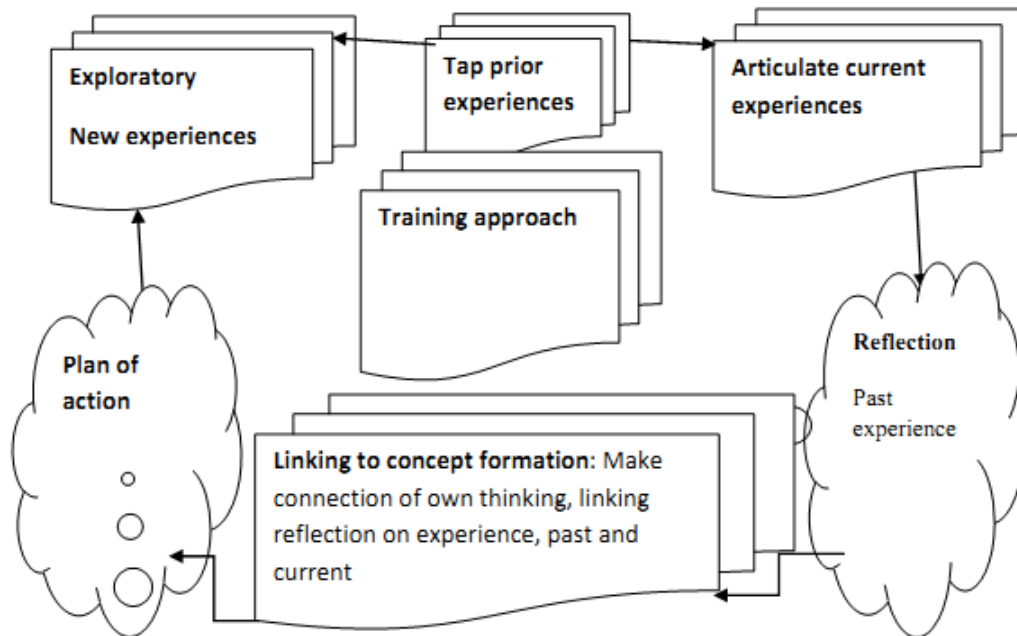 Exploratory
New experiences
Tap prior
experiences
Articulate current
experiences
Training approach
Plan of
action
Reflection
Past
experience
Linking to concept formation: Make
connection of own thinking, linking
reflection on experience, past and
current